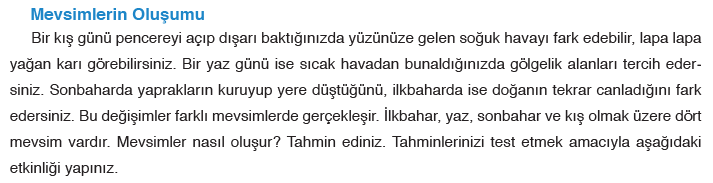 Mevsimlerin Oluşumu
Bir kış günü pencereyi açıp dışarı baktığınızda yüzünüze gelen soğuk havayı fark edebilir, lapa lapa
yağan karı görebilirsiniz. Bir yaz günü ise sıcak havadan bunaldığınızda gölgelik alanları tercih eder-
siniz. Sonbaharda yaprakların kuruyup yere düştüğünü, ilkbaharda ise doğanın tekrar canladığını fark
edersiniz. Bu değişimler farklı mevsimlerde gerçekleşir. İlkbahar, yaz, sonbahar ve kış olmak üzere dört
mevsim vardır. Mevsimler nasıl oluşur? Tahmin ediniz. Tahminlerinizi test etmek amacıyla aşağıdaki
etkinliği yapınız.